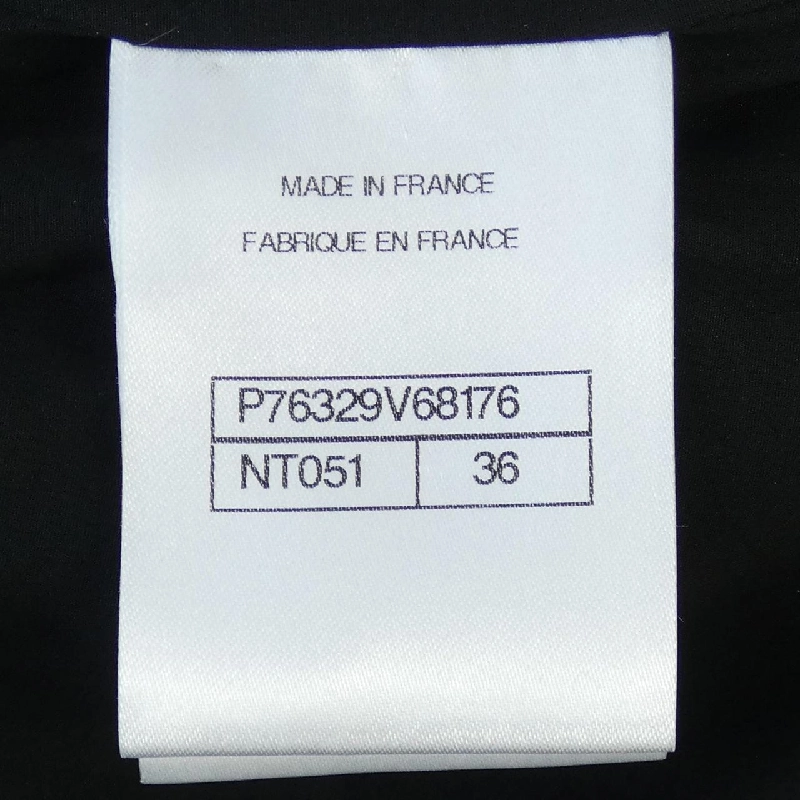 MADE IN FRANCE
FABRIQUE EN FRANCE
P76329V68176
NT051 36